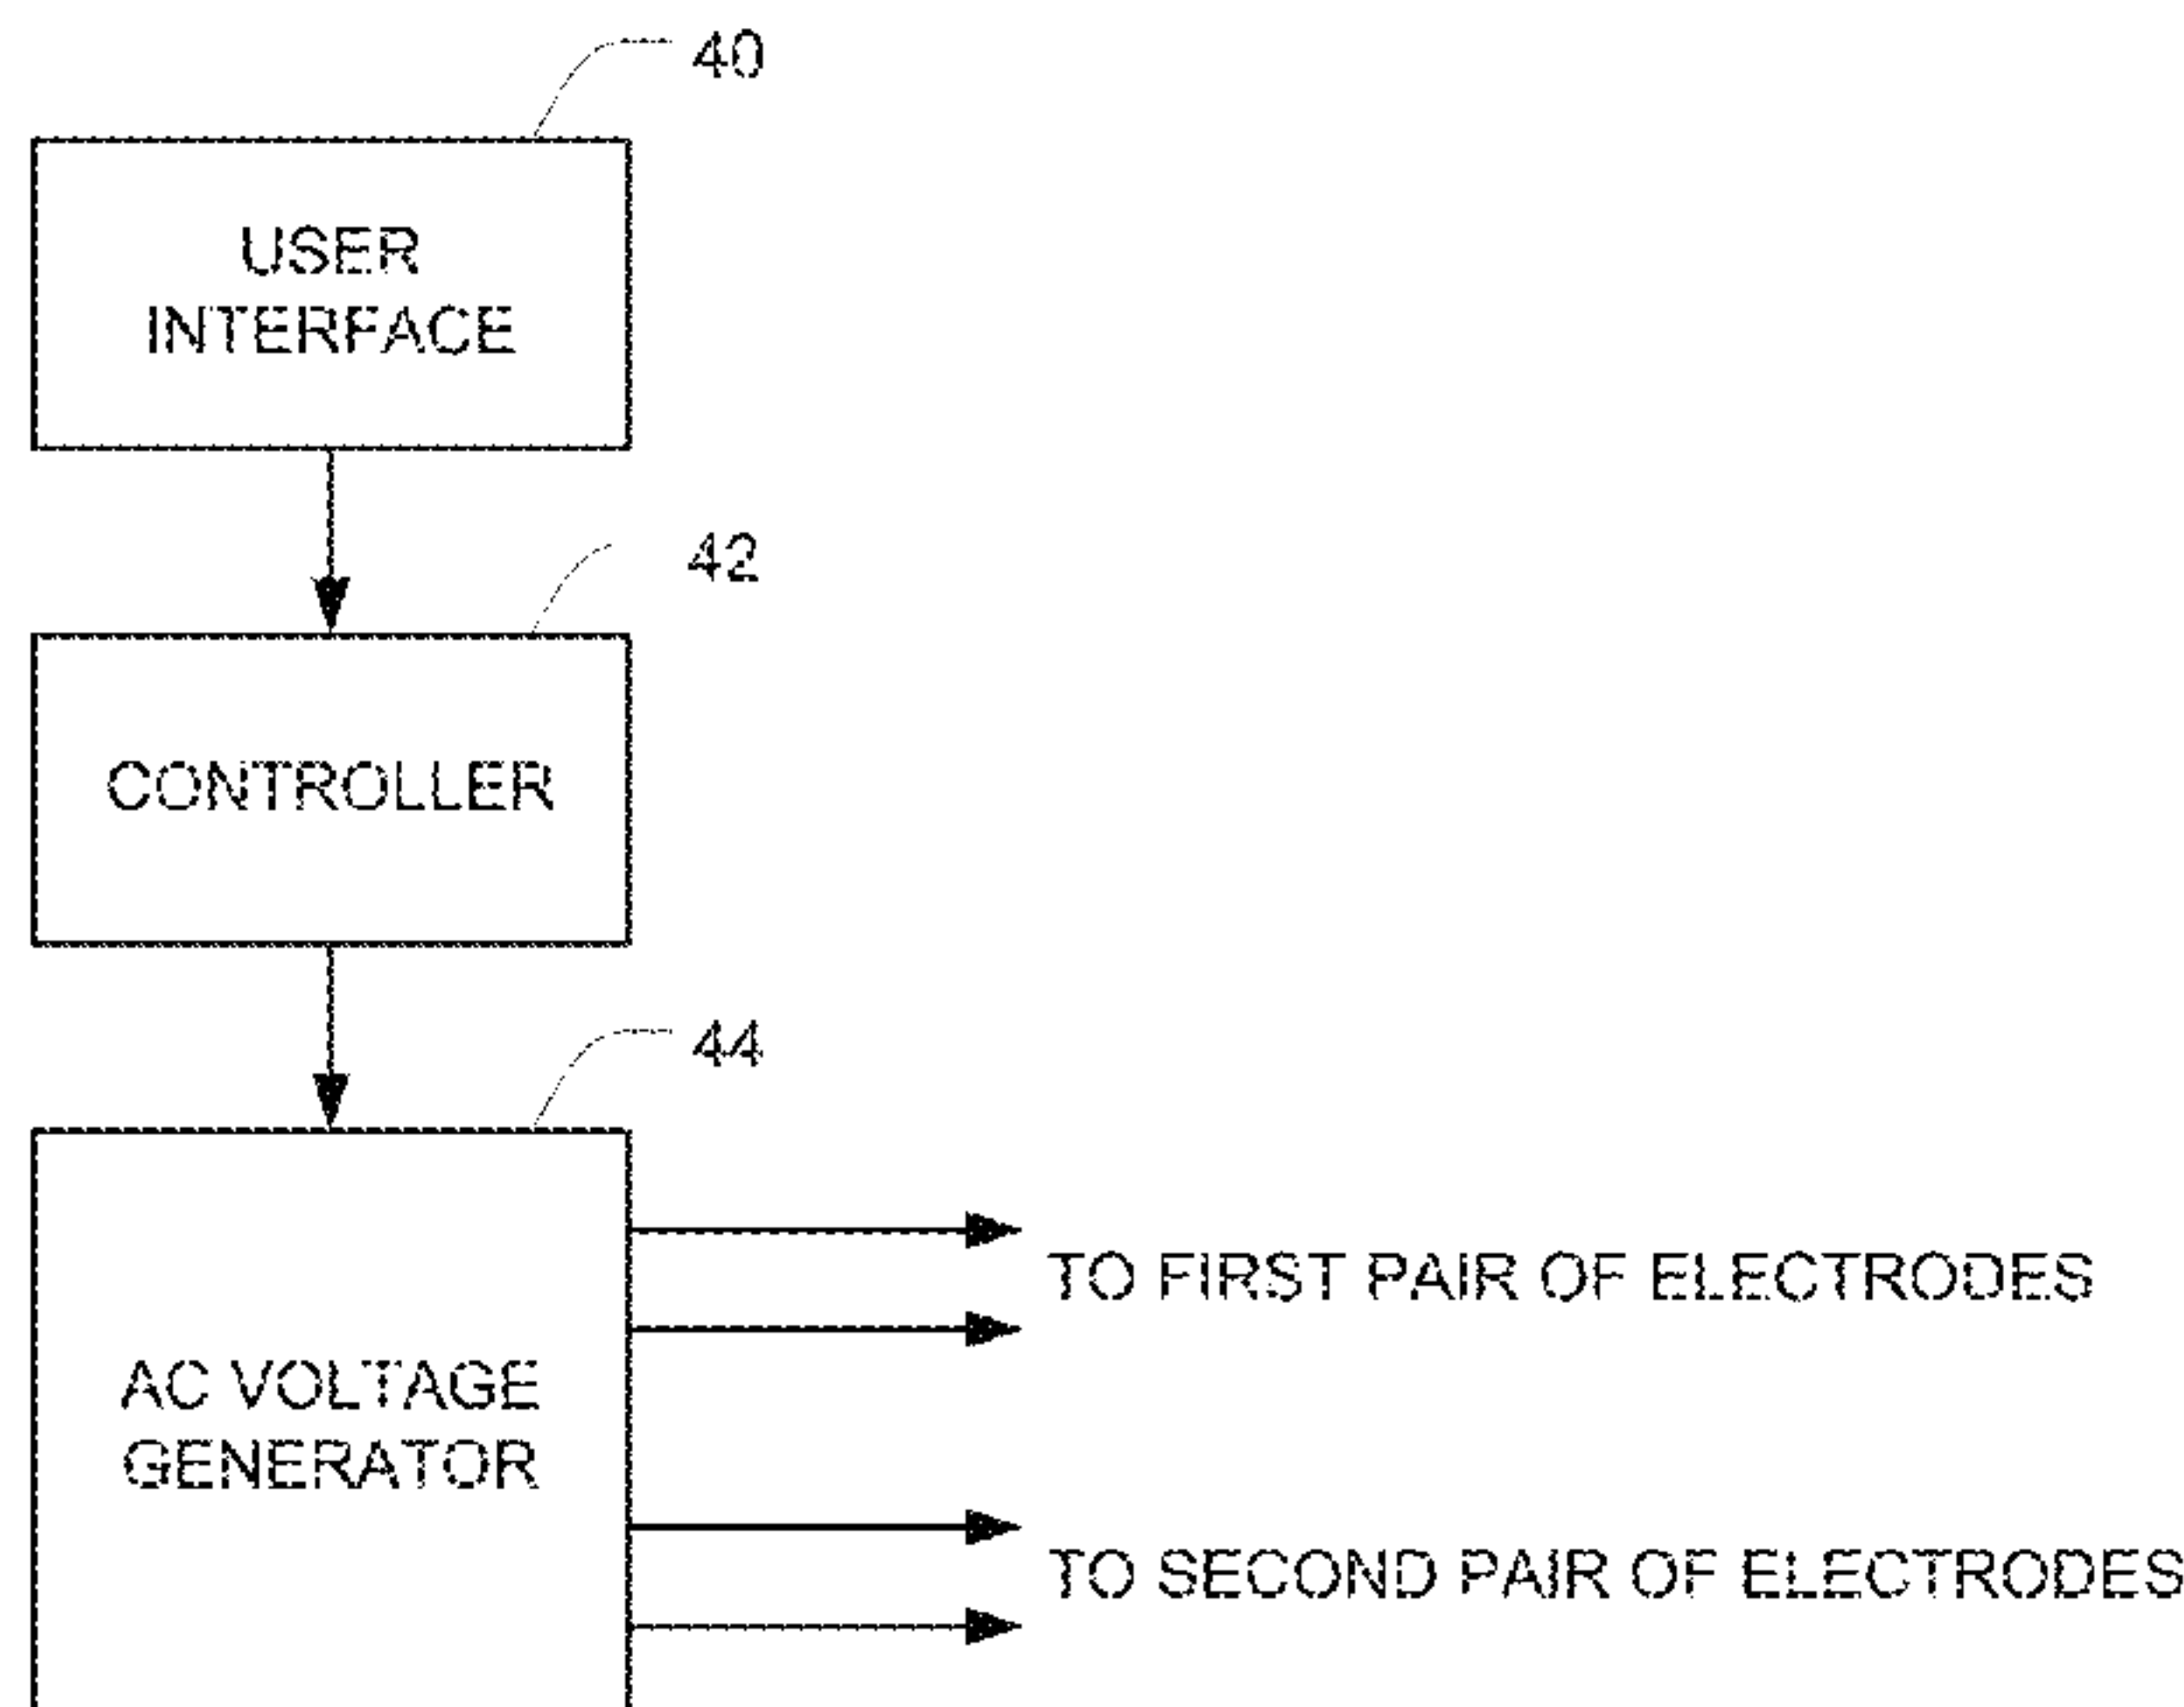 40
USER
INTERFACE
42
CONTROLLER
44
AC VOLTAGE
GENERATOR
TO FIRST PAIR OF ELECTRODES
TO SECOND PAIR OF ELECTRODES